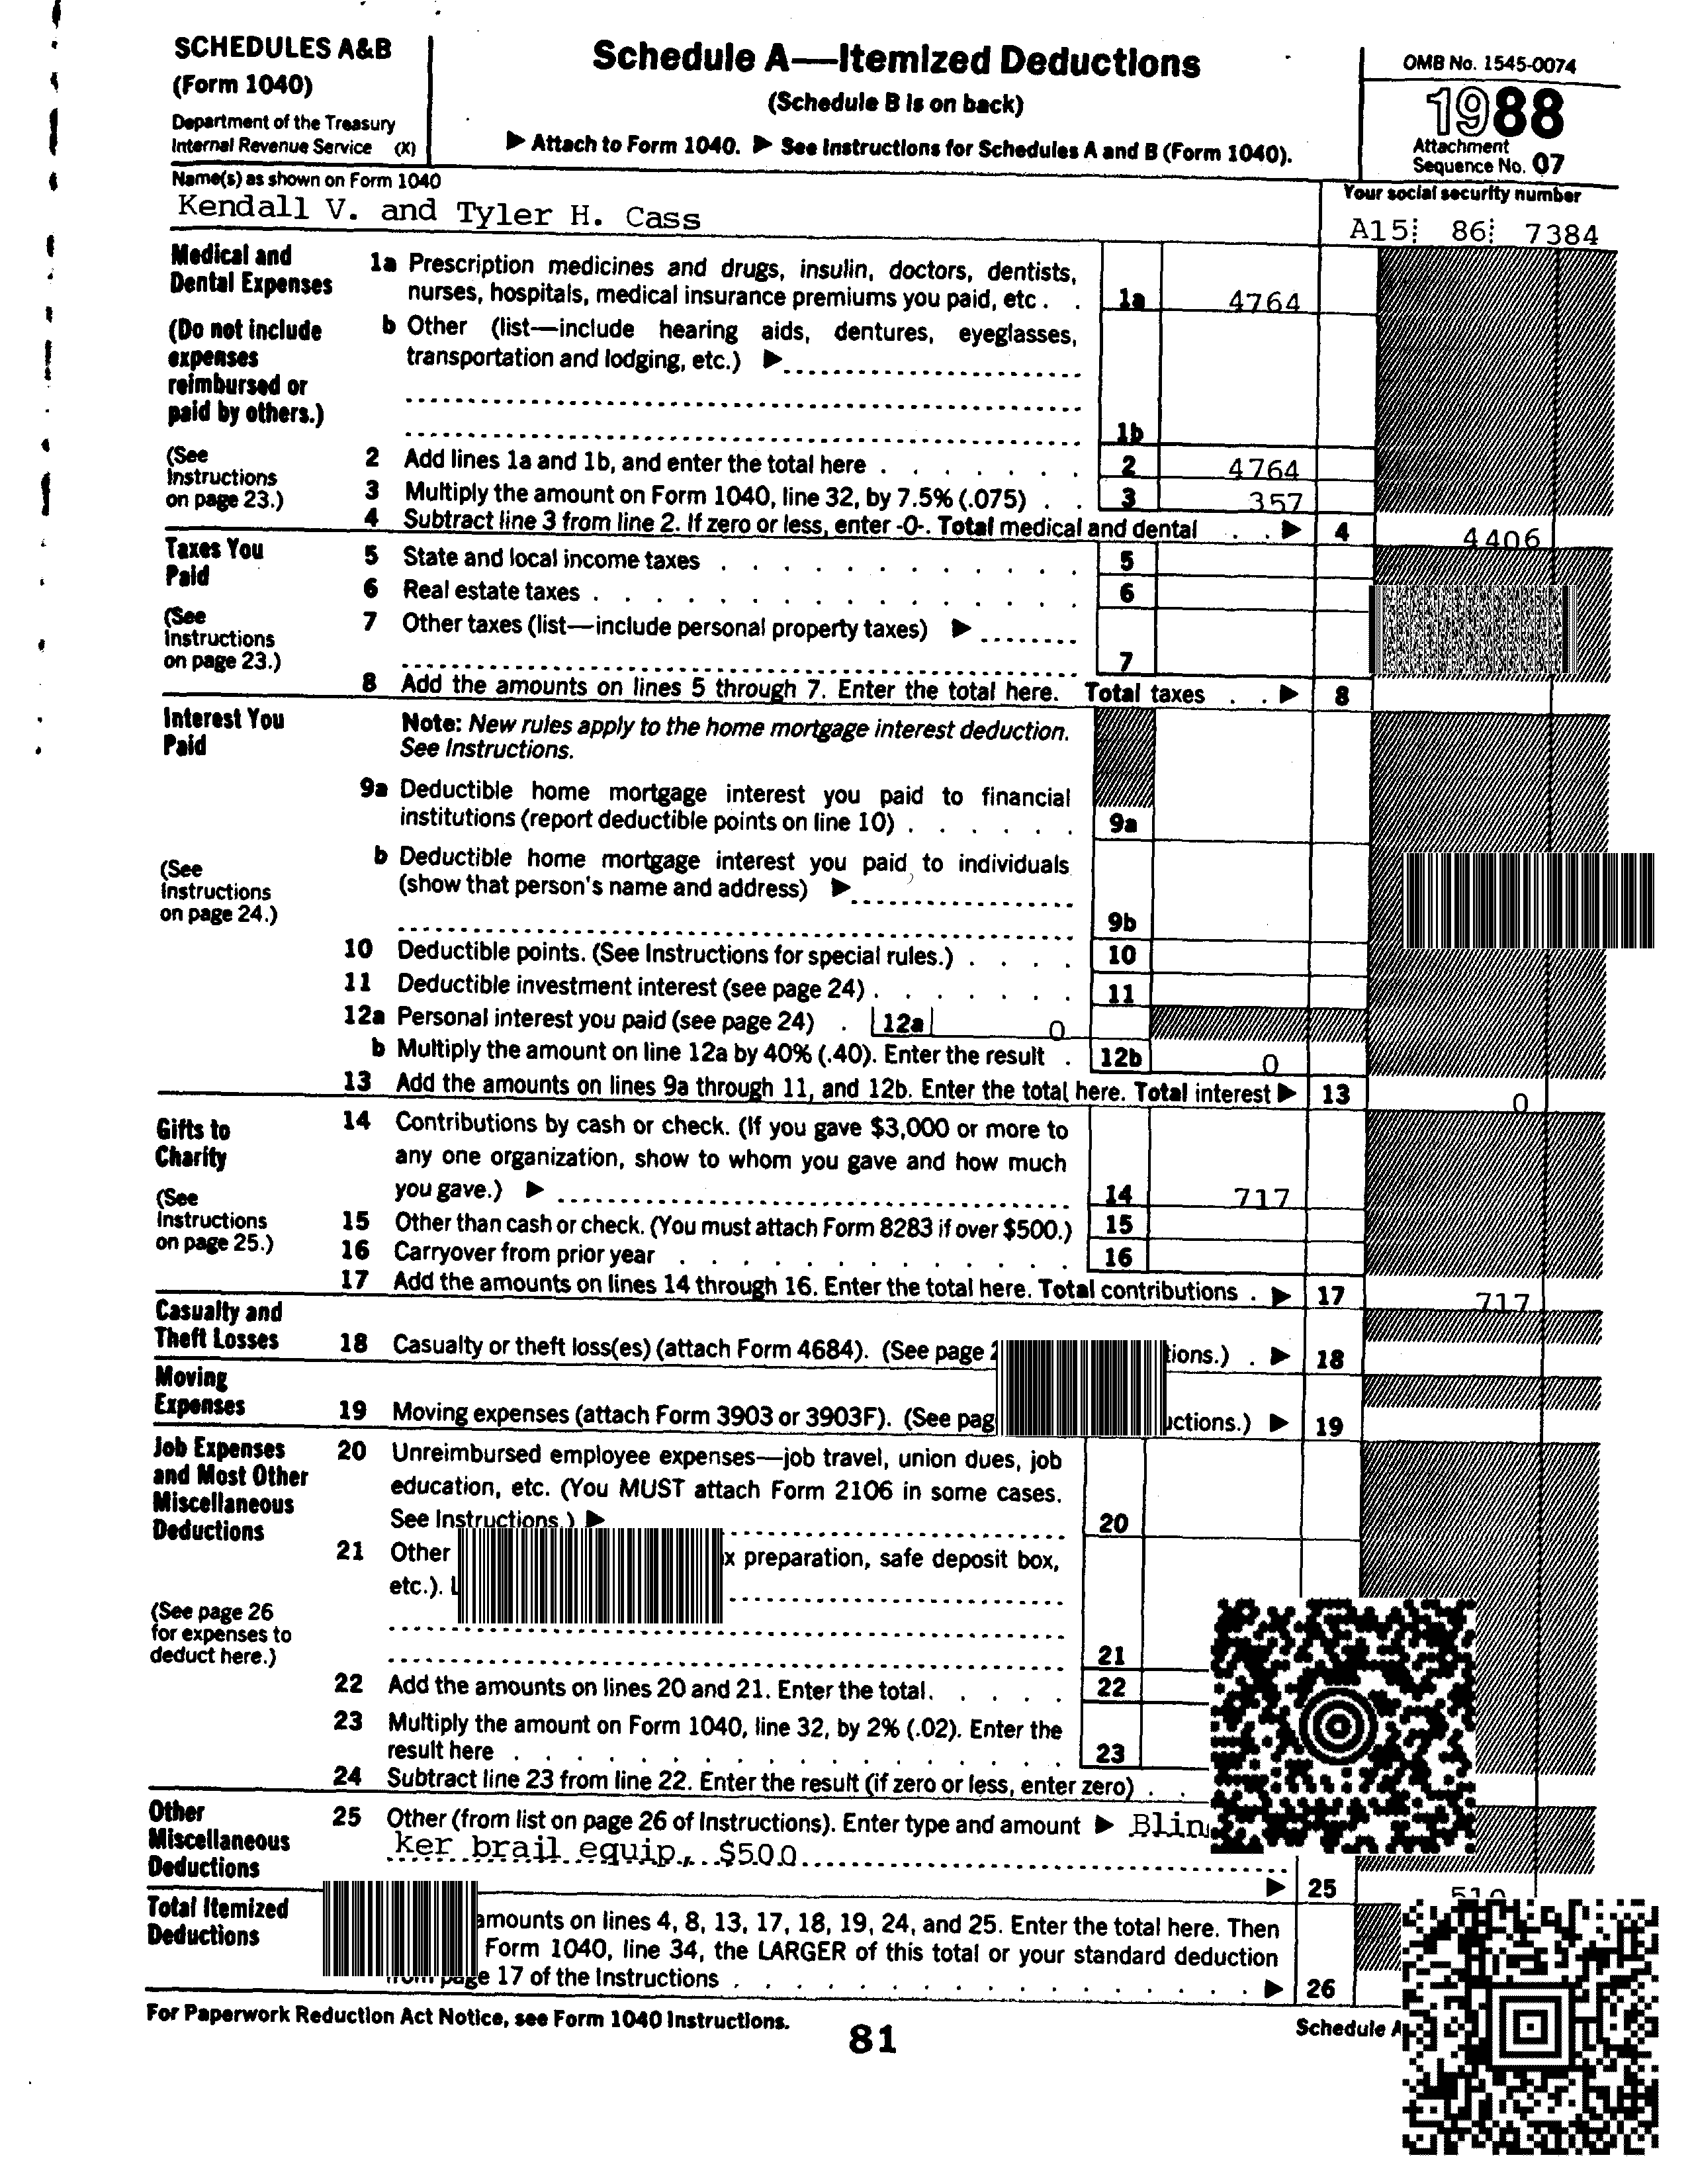 SCHEDULES A&B
(Form 1040)
Department of the Treasury
Internal Revenue Service (X)
Schedule A—Itemized Deductions
(Schedule B is on back)
▶ Attach to Form 1040. ▶ See Instructions for Schedules A and B (Form 1040).
OMB No. 1545-0074
1988
Attachment
Sequence No. 07
Name(s) as shown on Form 1040
Kendall V. and Tyler H. Cass
Your social security number
A15 86 7384
Medical and
Dental Expenses
(Do not include
expenses
reimbursed or
paid by others.)
(See
Instructions
on page 23.)
1a Prescription medicines and drugs, insulin, doctors, dentists,
nurses, hospitals, medical insurance premiums you paid, etc . . 1a 4764
b Other (list—include hearing aids, dentures, eyeglasses,
transportation and lodging, etc.) ▶
1b
2 Add lines 1a and 1b, and enter the total here . . . . . . . 2 4764
3 Multiply the amount on Form 1040, line 32, by 7.5% (.075) . . 3 357
4 Subtract line 3 from line 2. If zero or less, enter -0-. Total medical and dental . . ▶ 4 4406
Taxes You
Paid
(See
Instructions
on page 23.)
5 State and local income taxes . . . . . . . . . . . . 5
6 Real estate taxes . . . . . . . . . . . . . . . . 6
7 Other taxes (list—include personal property taxes) ▶
7
8 Add the amounts on lines 5 through 7. Enter the total here. Total taxes . . ▶ 8
Interest You
Paid
(See
Instructions
on page 24.)
Note: New rules apply to the home mortgage interest deduction.
See Instructions.
9a Deductible home mortgage interest you paid to financial
institutions (report deductible points on line 10) . . . . . . 9a
b Deductible home mortgage interest you paid to individuals
(show that person's name and address) ▶
9b
10 Deductible points. (See Instructions for special rules.) . . . . 10
11 Deductible investment interest (see page 24) . . . . . . . 11
12a Personal interest you paid (see page 24) . 12a 0
b Multiply the amount on line 12a by 40% (.40). Enter the result . 12b 0
13 Add the amounts on lines 9a through 11, and 12b. Enter the total here. Total interest ▶ 13 0
Gifts to
Charity
(See
Instructions
on page 25.)
14 Contributions by cash or check. (If you gave $3,000 or more to
any one organization, show to whom you gave and how much
you gave.) ▶ 14 717
15 Other than cash or check. (You must attach Form 8283 if over $500.) 15
16 Carryover from prior year . . . . . . . . . . . . . 16
17 Add the amounts on lines 14 through 16. Enter the total here. Total contributions . ▶ 17 717
Casualty and
Theft Losses
18 Casualty or theft loss(es) (attach Form 4684). (See page tions.) . ▶ 18
Moving
Expenses
19 Moving expenses (attach Form 3903 or 3903F). (See pag ctions.) ▶ 19
Job Expenses
and Most Other
Miscellaneous
Deductions
(See page 26
for expenses to
deduct here.)
20 Unreimbursed employee expenses—job travel, union dues, job
education, etc. (You MUST attach Form 2106 in some cases.
See Instructions.) ▶ 20
21 Other x preparation, safe deposit box,
etc.).
21
22 Add the amounts on lines 20 and 21. Enter the total. . . . . 22
23 Multiply the amount on Form 1040, line 32, by 2% (.02). Enter the
result here . . . . . . . . . . . . . . . . . 23
24 Subtract line 23 from line 22. Enter the result (if zero or less, enter zero) . .
Other
Miscellaneous
Deductions
25 Other (from list on page 26 of Instructions). Enter type and amount ▶ Blin
ker brail equip, $500
▶ 25
Total Itemized
Deductions
amounts on lines 4, 8, 13, 17, 18, 19, 24, and 25. Enter the total here. Then
Form 1040, line 34, the LARGER of this total or your standard deduction
page 17 of the Instructions . . . . . . . . . . . . . . . . ▶ 26
For Paperwork Reduction Act Notice, see Form 1040 Instructions.
81
Schedule A